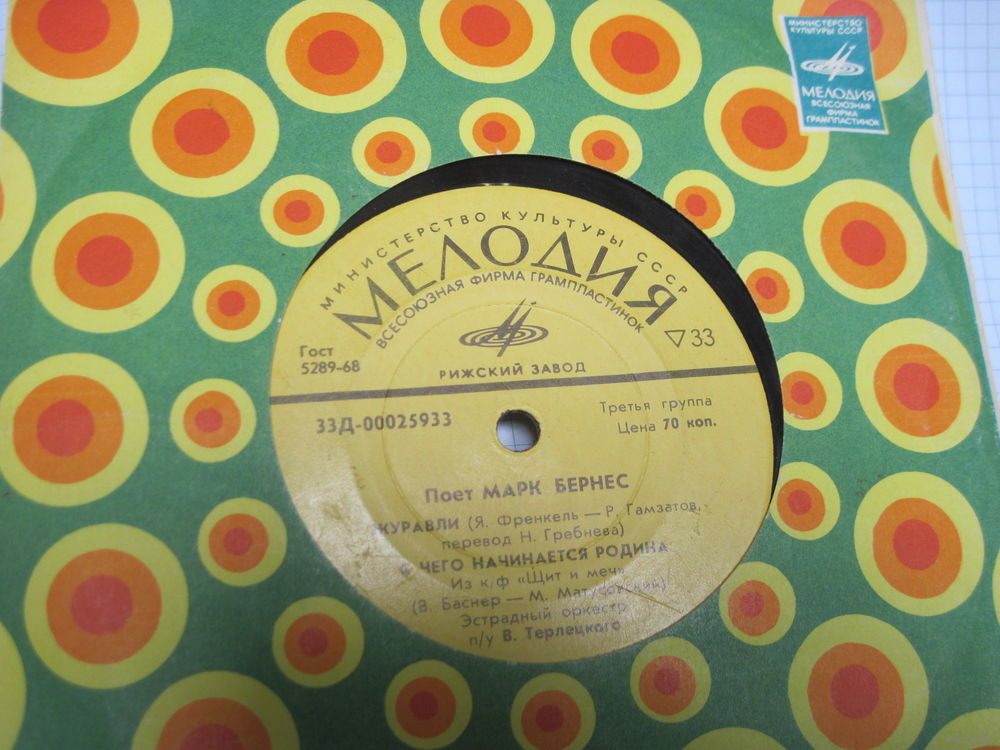 МИНИСТЕРСТВО
КУЛЬТУРЫ СССР
МЕЛОДИЯ
ВСЕСОЮЗНАЯ
ФИРМА
ГРАМПЛАСТИНОК
МИНИСТЕРСТВО КУЛЬТУРЫ СССР
МЕЛОДИЯ
ВСЕСОЮЗНАЯ ФИРМА ГРАМПЛАСТИНОК
33
Гост
5289-68
РИЖСКИЙ ЗАВОД
33Д-00025933
Третья группа
Цена 70 коп.
Поет МАРК БЕРНЕС
ЖУРАВЛИ (Я. Френкель — Р. Гамзатов,
перевод Н. Гребнева)
С ЧЕГО НАЧИНАЕТСЯ РОДИНА
Из к/ф «Щит и меч»
(В. Баснер — М. Матусовский)
Эстрадный оркестр
п/у В. Терлецкого